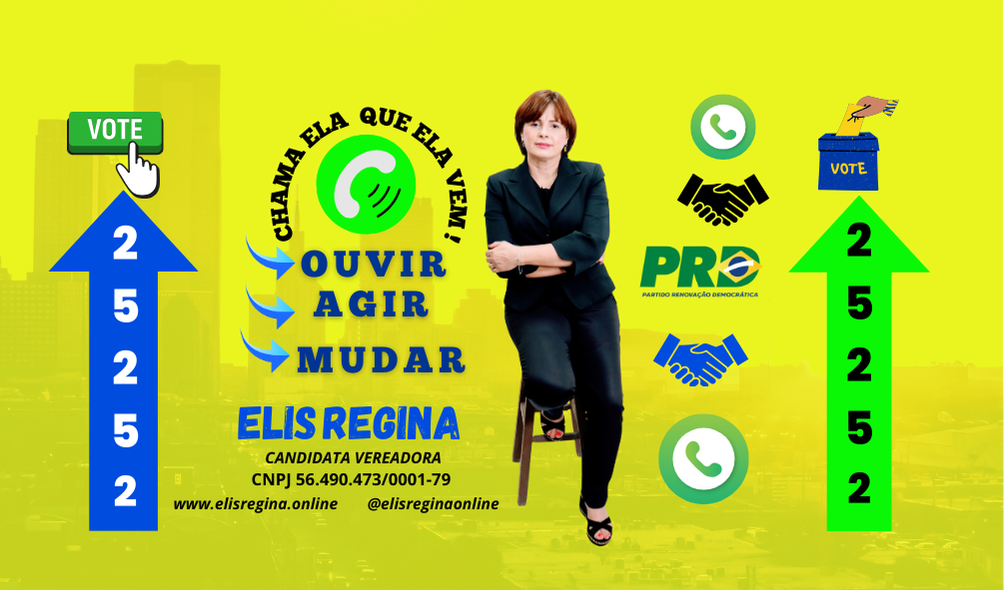 VOTE
2
5
2
5
2
CHAMA ELA QUE ELA VEM!
OUVIR
AGIR
MUDAR
ELIS REGINA
CANDIDATA VEREADORA
CNPJ 56.490.473/0001-79
www.elisregina.online @elisreginaonline
PRD
PARTIDO RENOVAÇÃO DEMOCRÁTICA
VOTE
2
5
2
5
2